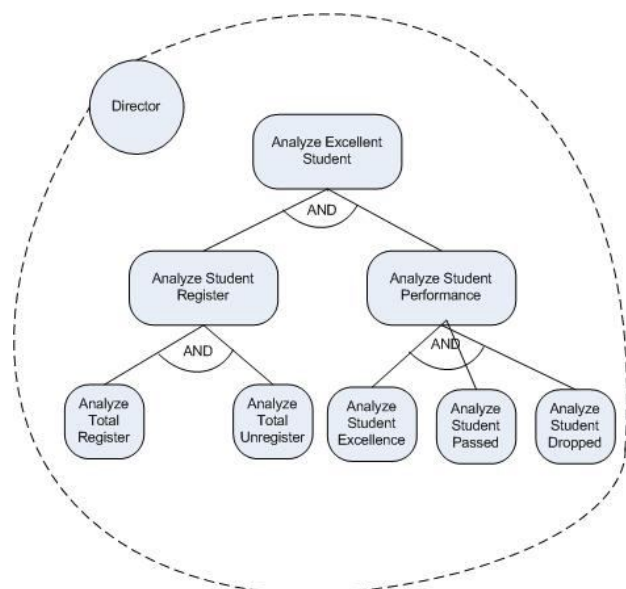 Director
Analyze Excellent
Student
AND
Analyze Student
Register
Analyze Student
Performance
AND
AND
Analyze
Total
Register
Analyze
Total
Unregister
Analyze
Student
Excellence
Analyze
Student
Passed
Analyze
Student
Dropped